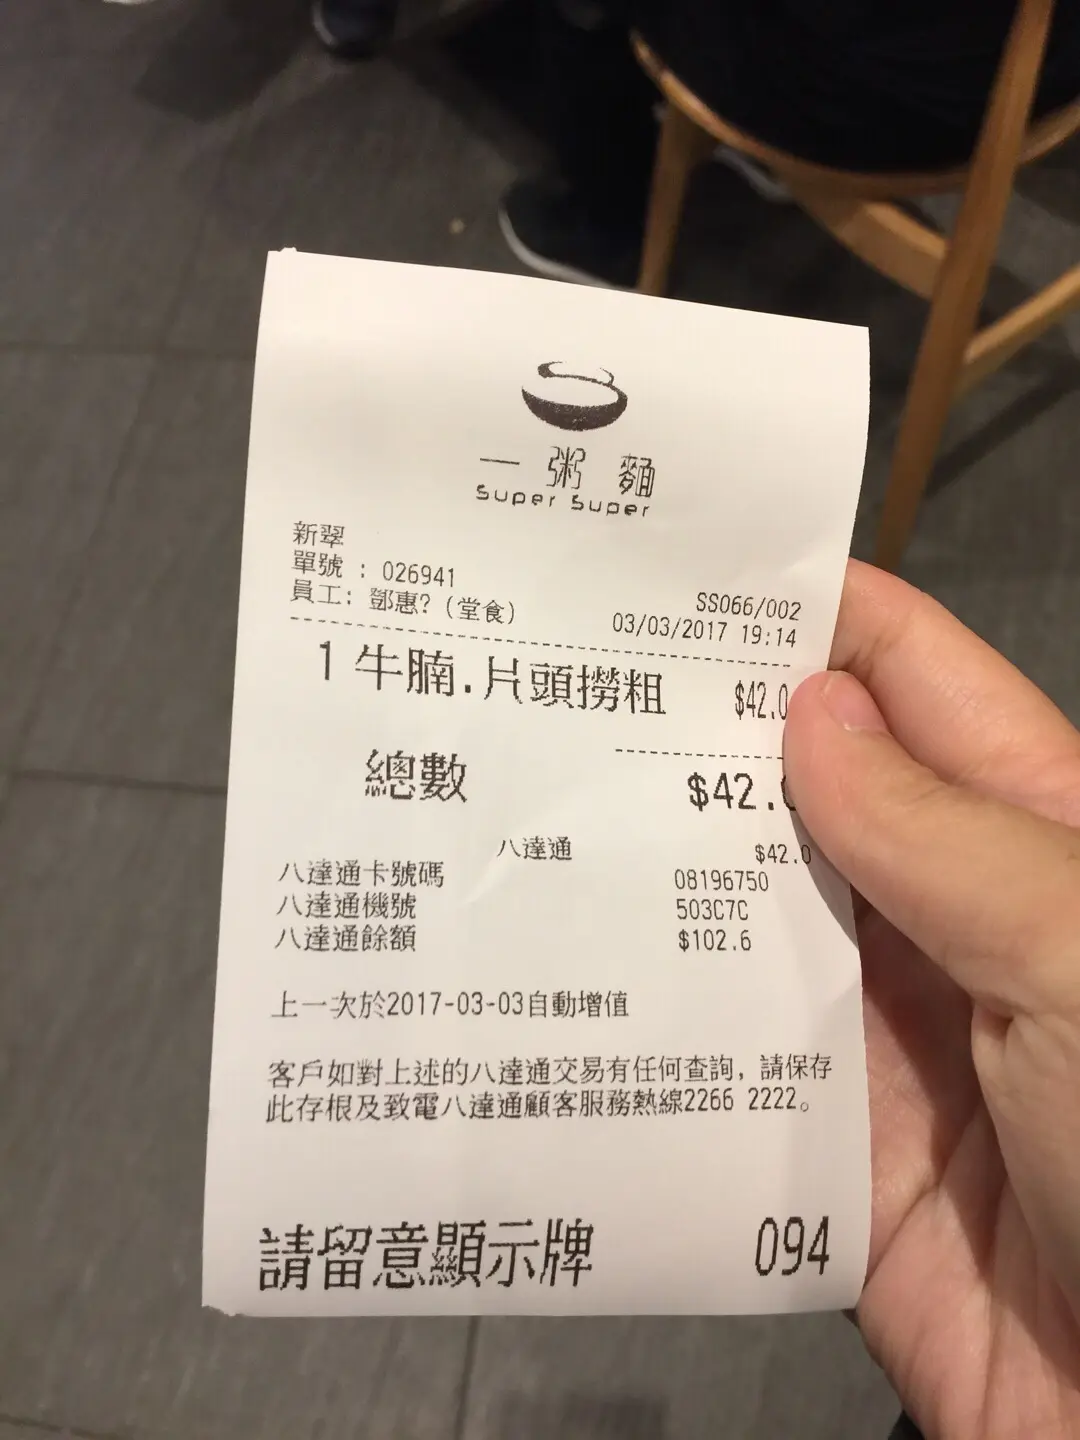 一粥麵
Super Super
新翠
單號 : 026941
SS066/002
員工: 鄧惠? (堂食)
03/03/2017 19:14
1 牛腩.片頭撈粗 $42.0
總數 $42.
八達通 $42.0
八達通卡號碼 08196750
八達通機號 503C7C
八達通餘額 $102.6
上一次於2017-03-03自動增值
客戶如對上述的八達通交易有任何查詢, 請保存
此存根及致電八達通顧客服務熱線2266 2222。
請留意顯示牌 094